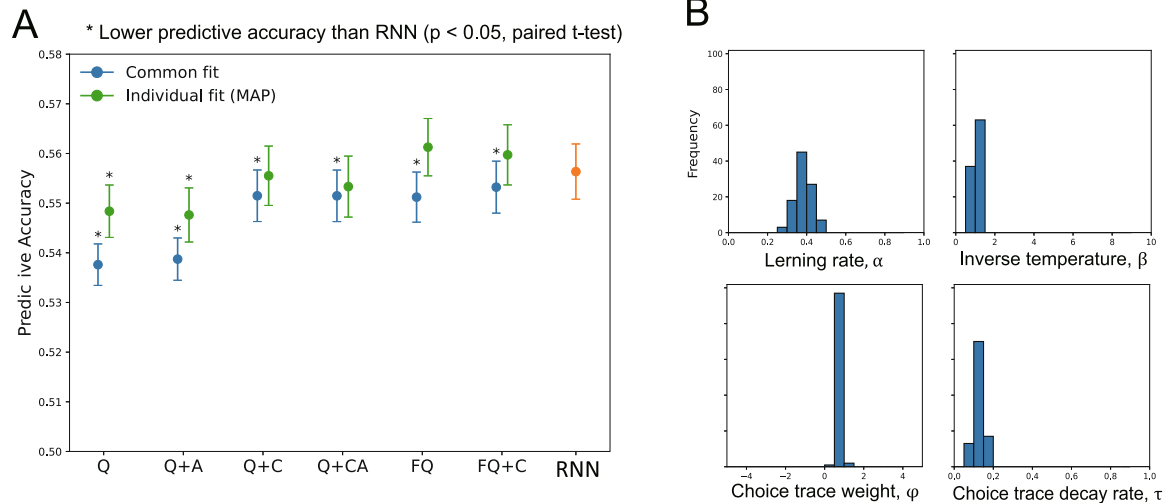 A
* Lower predictive accuracy than RNN (p < 0.05, paired t-test)
0.58
0.57
0.56
0.55
0.54
0.53
0.52
0.51
0.50
Predic ive Accuracy
Common fit
Individual fit (MAP)
*
*
*
*
*
*
*
*
Q
Q+A
Q+C
Q+CA
FQ
FQ+C
RNN
B
100
80
60
40
20
0
Frequency
0.0 0.2 0.4 0.6 0.8 1.0
Lerning rate, α
0 2 4 6 8 10
Inverse temperature, β
−4 −2 0 2 4
Choice trace weight, φ
0.0 0.2 0.4 0.6 0.8 1.0
Choice trace decay rate, τ